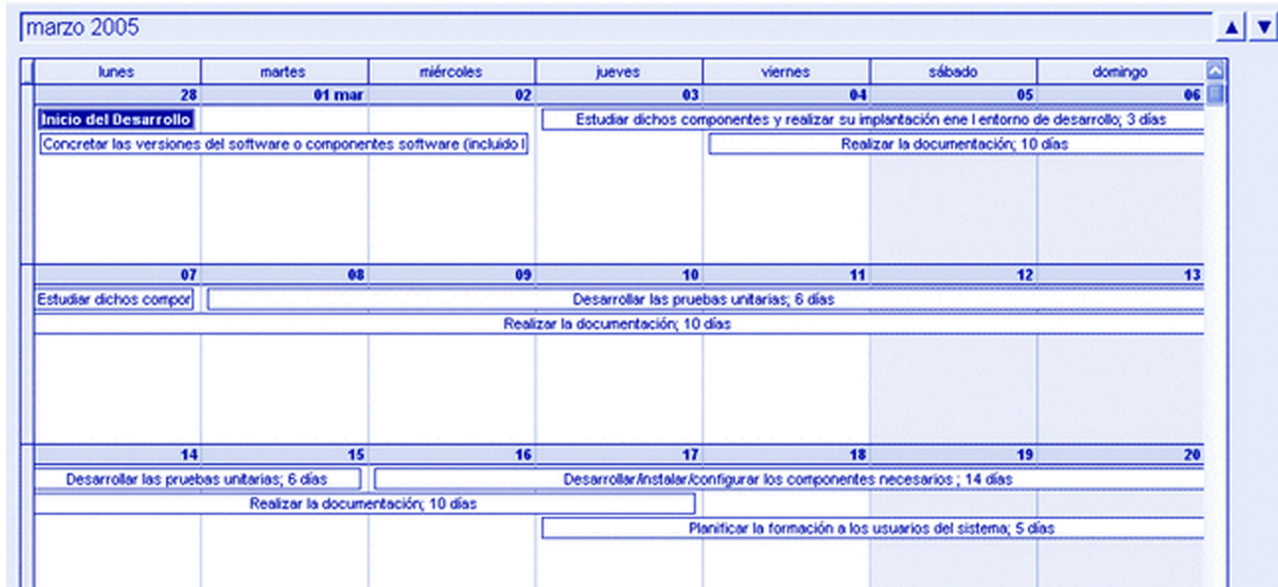 marzo 2005
lunes martes miércoles jueves viernes sábado domingo
28 01 mar 02 03 04 05 06
Inicio del Desarrollo Estudiar dichos componentes y realizar su implantación ene l entorno de desarrollo; 3 días
Concretar las versiones del software o componentes software (incluido l Realizar la documentación; 10 días
07 08 09 10 11 12 13
Estudiar dichos compor Desarrollar las pruebas unitarias; 6 días
Realizar la documentación; 10 días
14 15 16 17 18 19 20
Desarrollar las pruebas unitarias; 6 días Desarrollar/instalar/configurar los componentes necesarios ; 14 días
Realizar la documentación; 10 días
Planificar la formación a los usuarios del sistema; 5 días